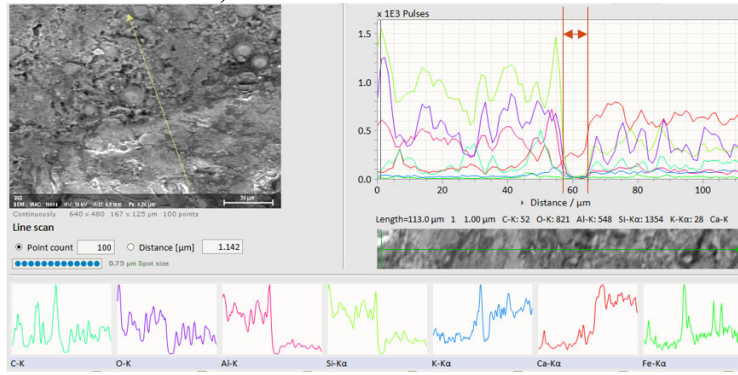 x 1E3 Pulses
1.5
1.0
0.5
0.0
0 20 40 60 80 100
Distance / µm
Continuously 640 x 480 167 x 125 µm 100 points
Line scan
Point count 100 Distance [µm] 1.142
0.75 µm Spot size
Length=113.0 µm 1 1.00 µm C-K: 52 O-K: 821 Al-K: 548 Si-Kα: 1354 K-Kα: 28 Ca-K
C-K O-K Al-K Si-Kα K-Kα Ca-Kα Fe-Kα